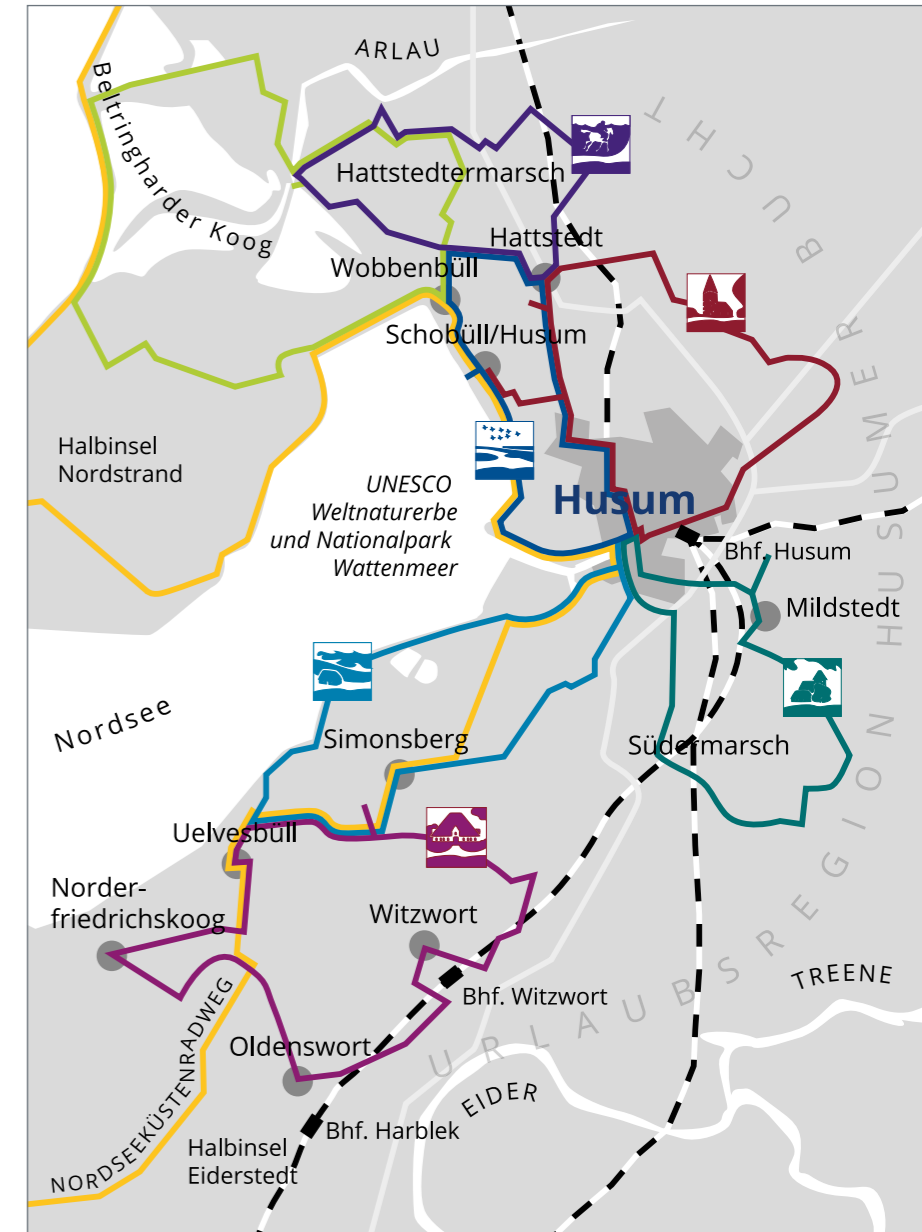 ARLAU
Beltringharder Koog
Hattstedtermarsch
Hattstedt
Wobbenbüll
Schobüll/Husum
Halbinsel
Nordstrand
UNESCO
Weltnaturerbe
und Nationalpark
Wattenmeer
Husum
Bhf. Husum
Mildstedt
Nordsee
Simonsberg
Südermarsch
Uelvesbüll
Norder-
friedrichskoog
Witzwort
Bhf. Witzwort
TREENE
Oldenswort
EIDER
NORDSEEKÜSTENRADWEG
Bhf. Harblek
Halbinsel
Eiderstedt
URLAUBSREGION HUSUMER BUCHT